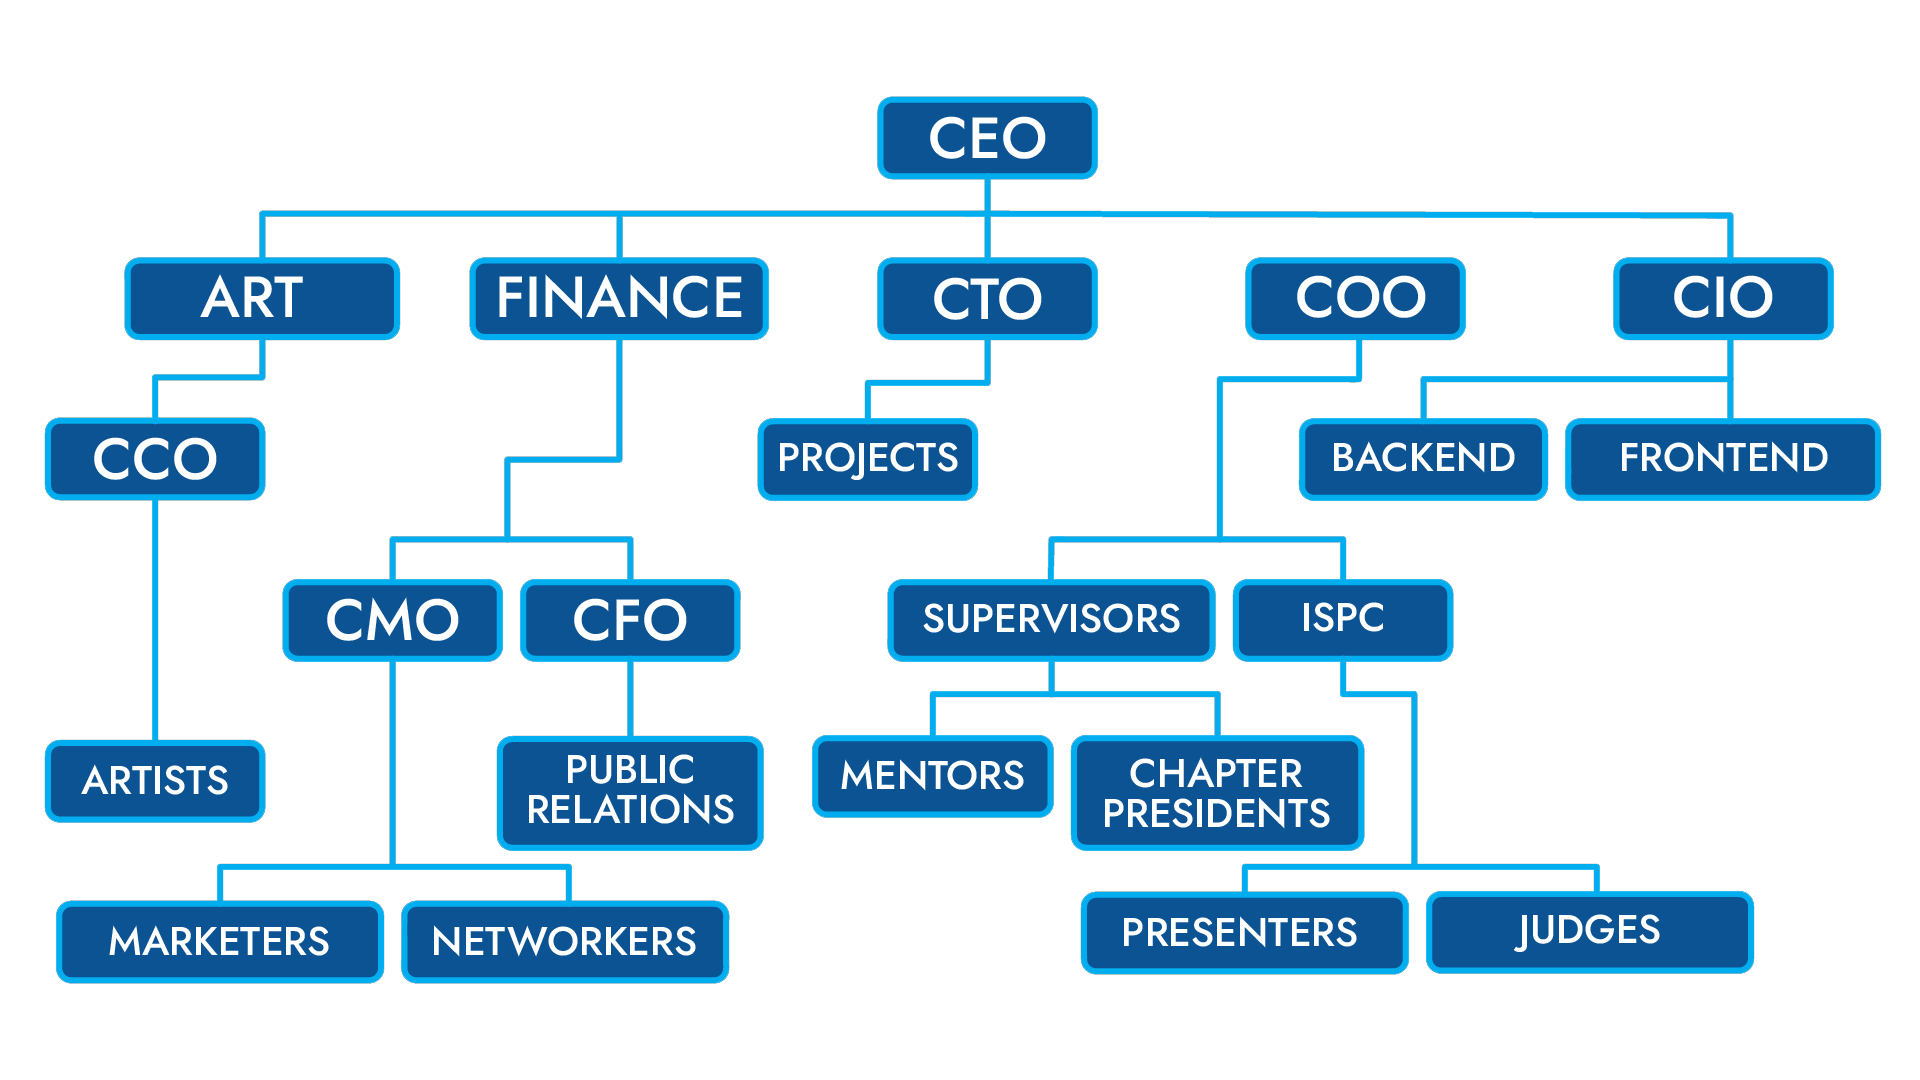 CEO
ART
FINANCE
CTO
COO
CIO
CCO
PROJECTS
BACKEND
FRONTEND
CMO
CFO
SUPERVISORS
ISPC
ARTISTS
PUBLIC
RELATIONS
MENTORS
CHAPTER
PRESIDENTS
MARKETERS
NETWORKERS
PRESENTERS
JUDGES